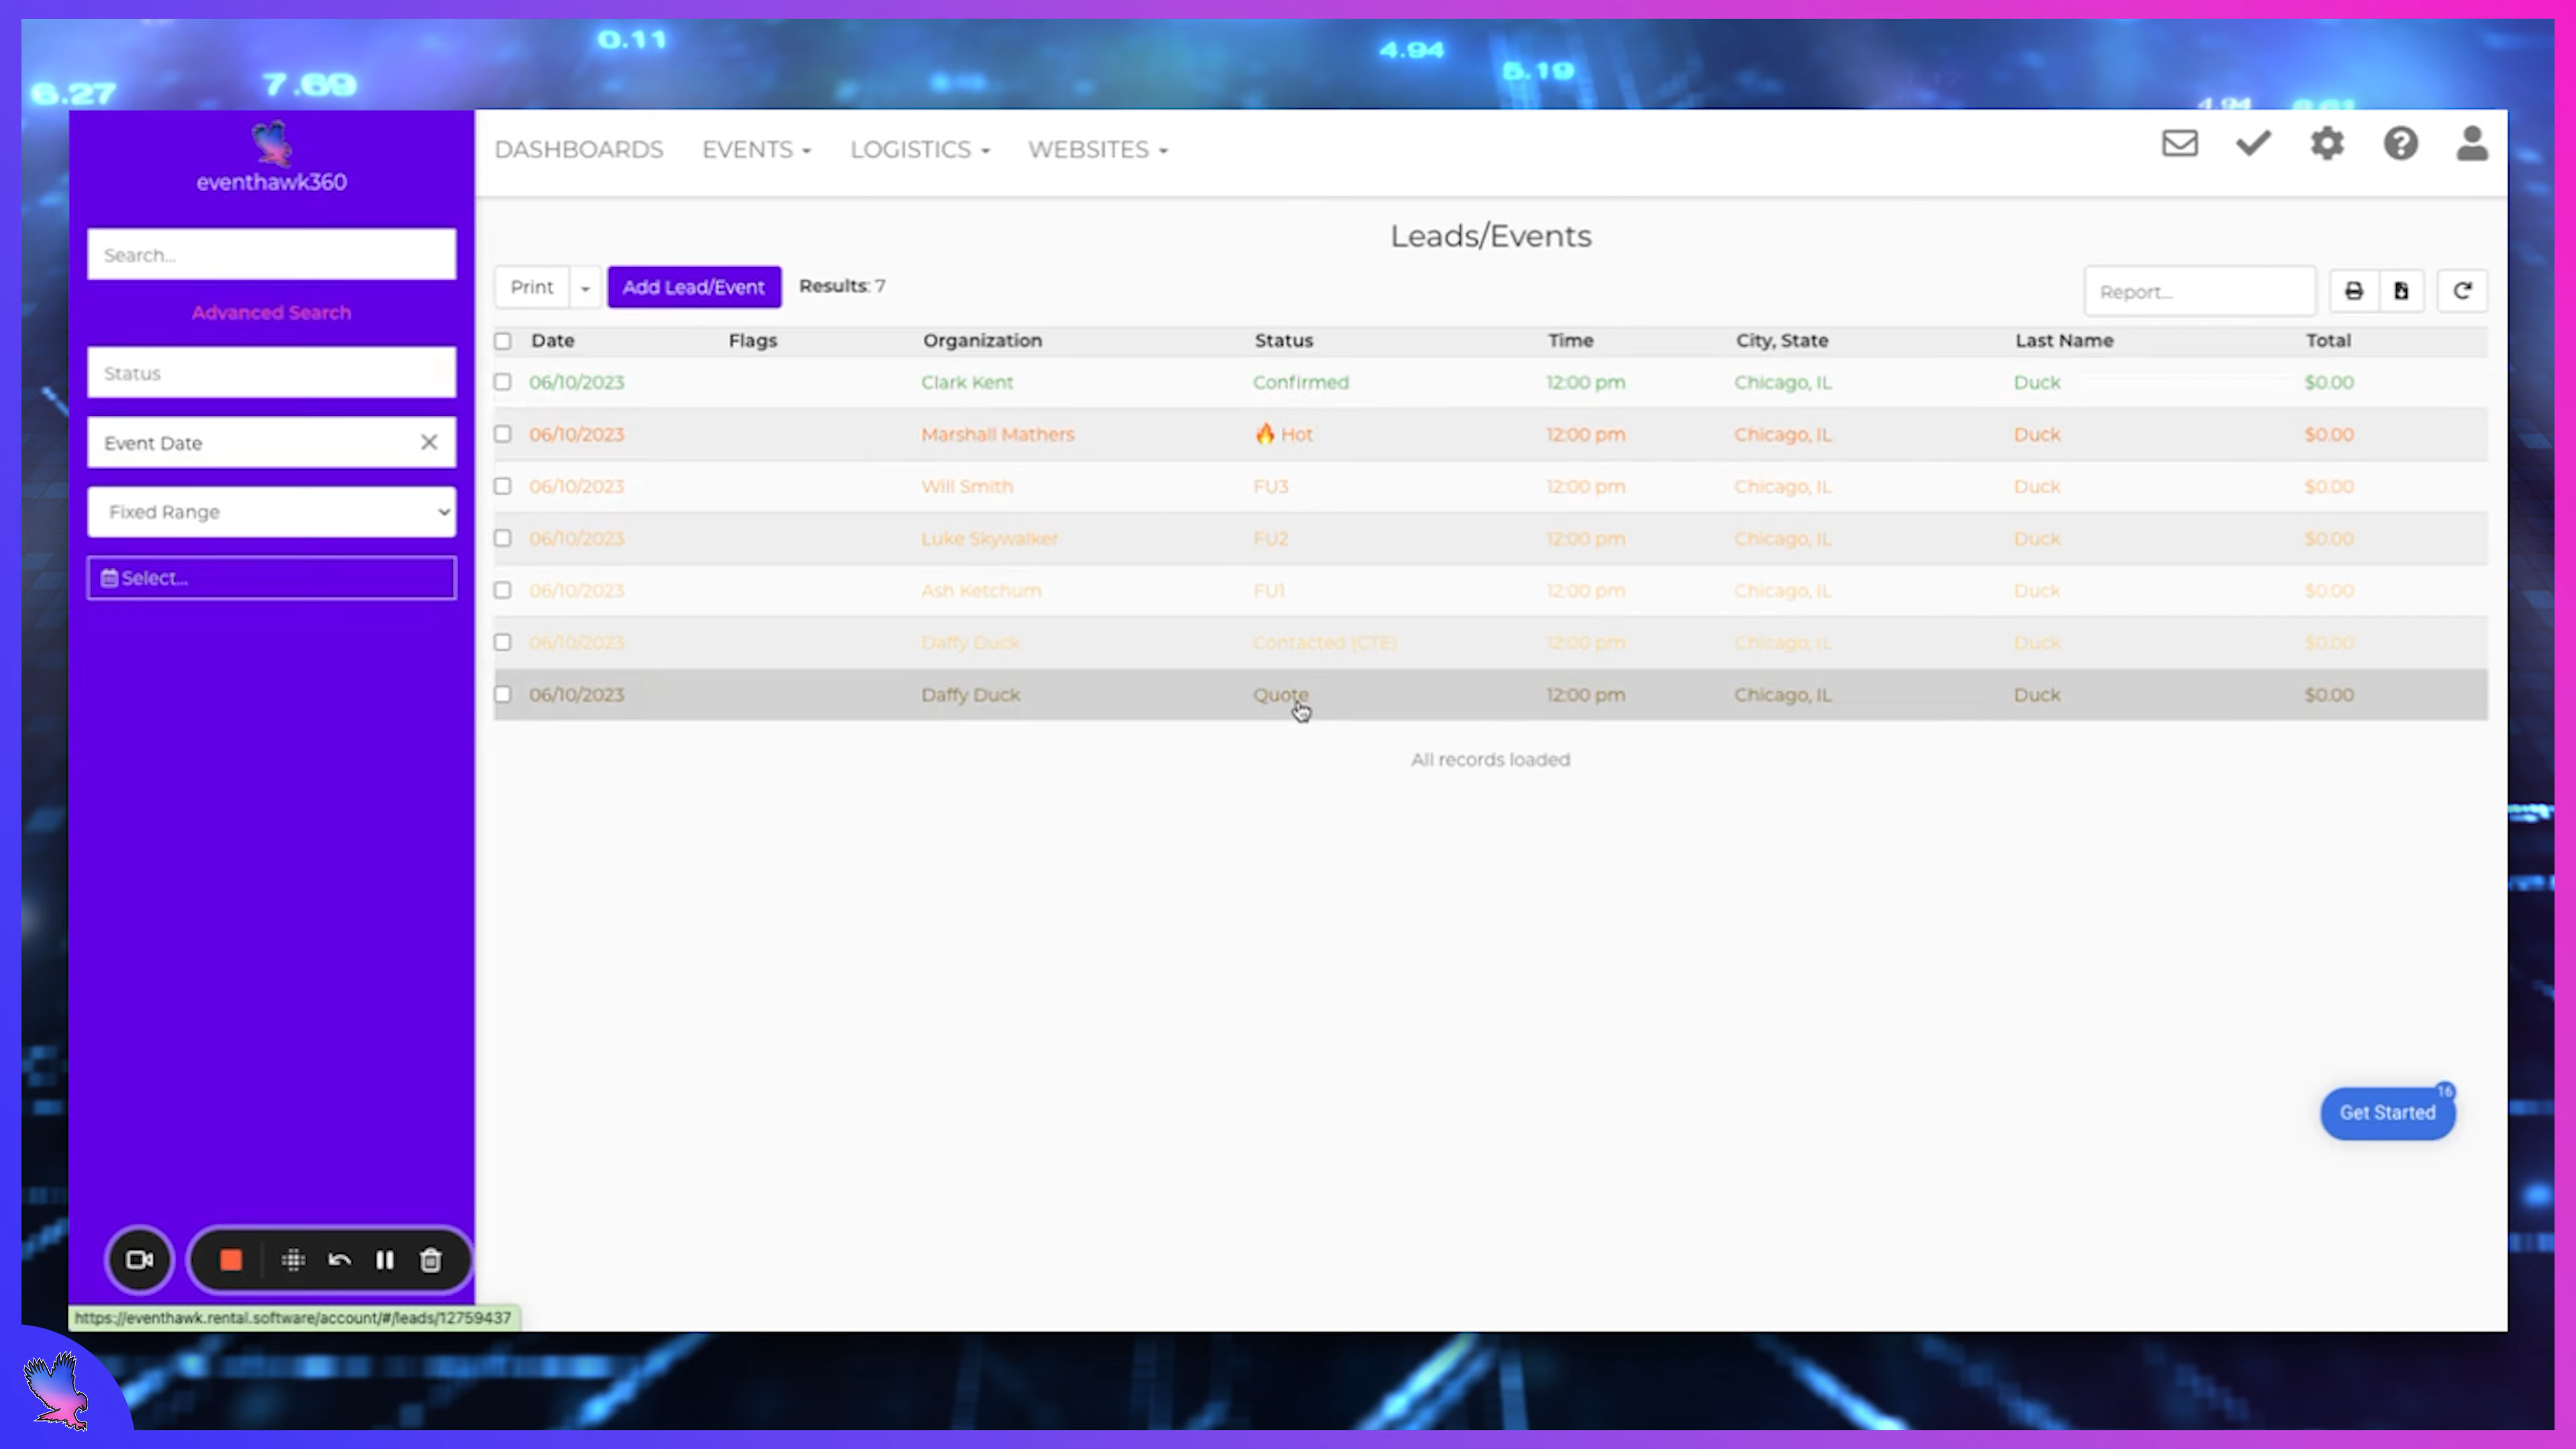 6.27
7.69
0.11
4.94
5.19
4.94
eventhawk360
DASHBOARDS EVENTS LOGISTICS WEBSITES
Search...
Advanced Search
Status
Event Date
Fixed Range
Select...
Leads/Events
Print Add Lead/Event Results: 7 Report...
Date Flags Organization Status Time City, State Last Name Total
06/10/2023 Clark Kent Confirmed 12:00 pm Chicago, IL Duck $0.00
06/10/2023 Marshall Mathers 🔥 Hot 12:00 pm Chicago, IL Duck $0.00
06/10/2023 Will Smith FU3 12:00 pm Chicago, IL Duck $0.00
06/10/2023 Luke Skywalker FU2 12:00 pm Chicago, IL Duck $0.00
06/10/2023 Ash Ketchum FU1 12:00 pm Chicago, IL Duck $0.00
06/10/2023 Daffy Duck Contacted (CTE) 12:00 pm Chicago, IL Duck $0.00
06/10/2023 Daffy Duck Quote 12:00 pm Chicago, IL Duck $0.00
All records loaded
16
Get Started
https://eventhawk.rental.software/account/#/leads/12759437